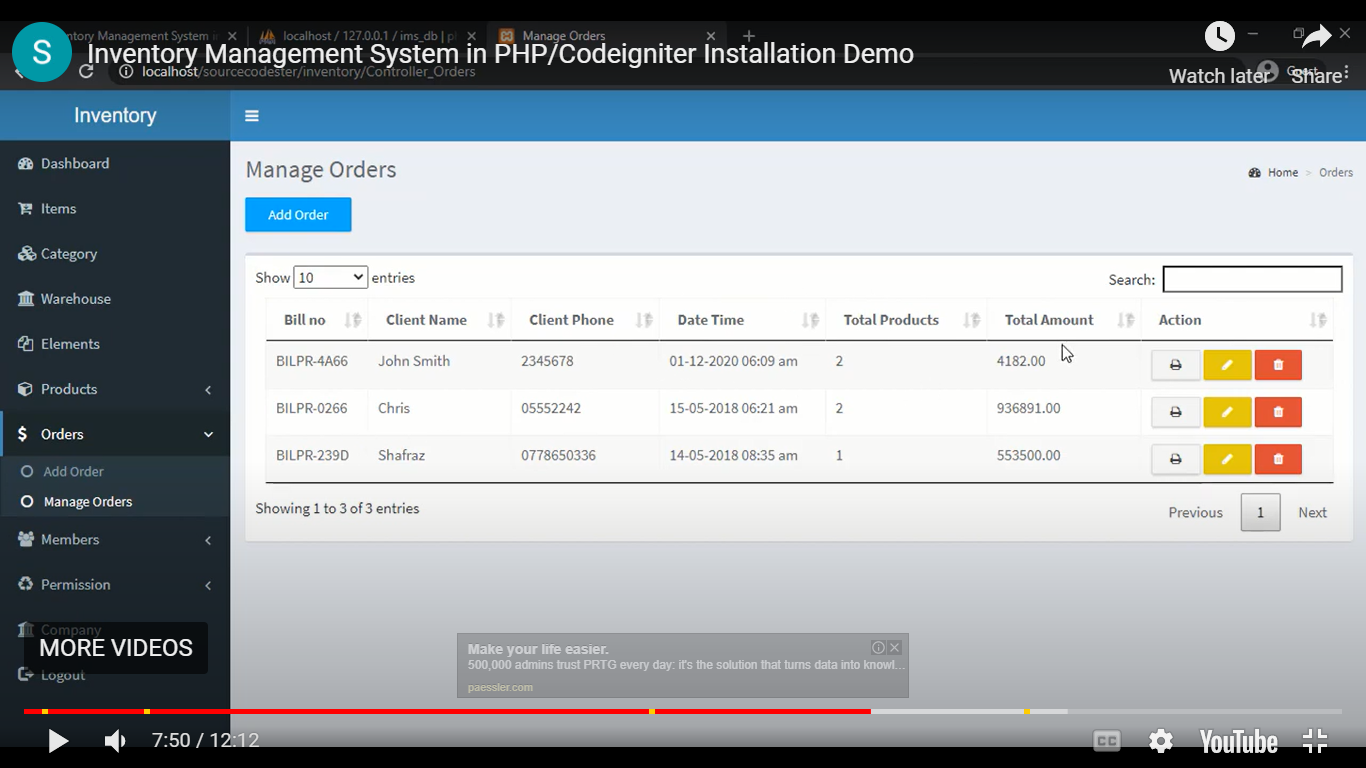 ntory Management System in
localhost / 127.0.0.1 / ims_db | p
Manage Orders
S
Inventory Management System in PHP/Codeigniter Installation Demo
localhost/sourcecodester/inventory/Controller_Orders
Watch later
Share
Inventory
Dashboard
Items
Category
Warehouse
Elements
Products
Orders
Add Order
Manage Orders
Members
Permission
Company
Logout
MORE VIDEOS
Manage Orders
Home > Orders
Add Order
Show 10 entries
Search:
Bill no Client Name Client Phone Date Time Total Products Total Amount Action
BILPR-4A66 John Smith 2345678 01-12-2020 06:09 am 2 4182.00
BILPR-0266 Chris 05552242 15-05-2018 06:21 am 2 936891.00
BILPR-239D Shafraz 0778650336 14-05-2018 08:35 am 1 553500.00
Showing 1 to 3 of 3 entries
Previous 1 Next
Make your life easier.
500,000 admins trust PRTG every day: it's the solution that turns data into knowl...
paessler.com
7:50 / 12:12
CC
YouTube